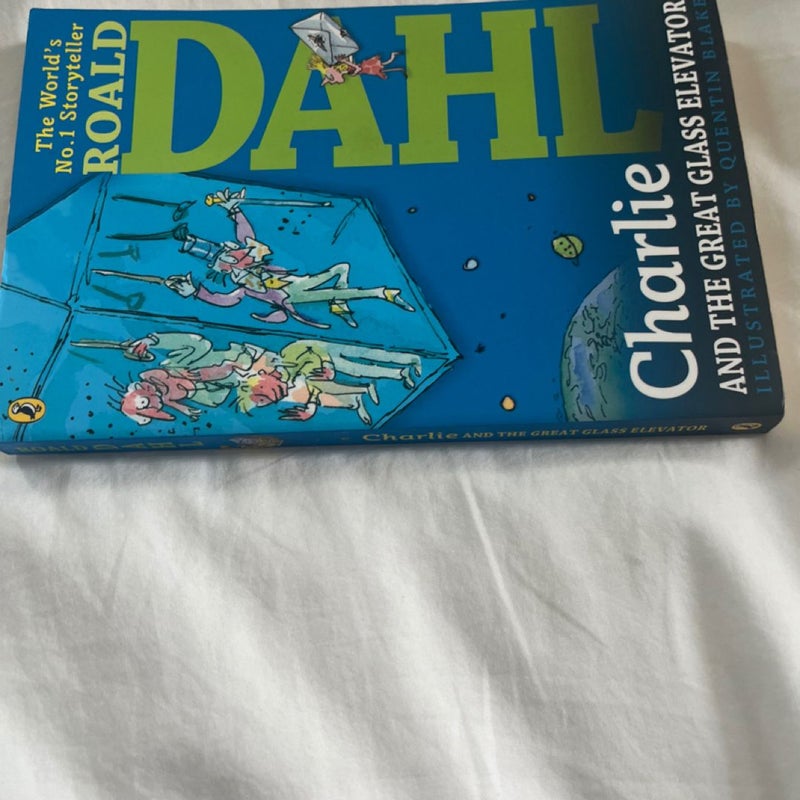 The World's
No.1 Storyteller
ROALD
DAHL
Charlie
AND THE GREAT GLASS ELEVATOR
ILLUSTRATED BY QUENTIN BLAKE
ROALD DAHL Charlie AND THE GREAT GLASS ELEVATOR